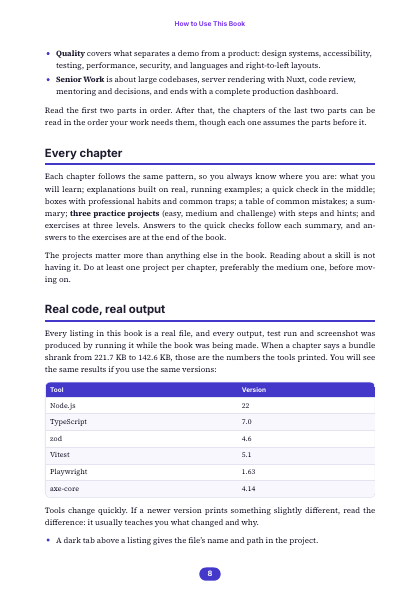 How to Use This Book
• Quality covers what separates a demo from a product: design systems, accessibility,
testing, performance, security, and languages and right-to-left layouts.
• Senior Work is about large codebases, server rendering with Nuxt, code review,
mentoring and decisions, and ends with a complete production dashboard.
Read the first two parts in order. After that, the chapters of the last two parts can be
read in the order your work needs them, though each one assumes the parts before it.
Every chapter
Each chapter follows the same pattern, so you always know where you are: what you
will learn; explanations built on real, running examples; a quick check in the middle;
boxes with professional habits and common traps; a table of common mistakes; a sum-
mary; three practice projects (easy, medium and challenge) with steps and hints; and
exercises at three levels. Answers to the quick checks follow each summary, and an-
swers to the exercises are at the end of the book.
The projects matter more than anything else in the book. Reading about a skill is not
having it. Do at least one project per chapter, preferably the medium one, before mov-
ing on.
Real code, real output
Every listing in this book is a real file, and every output, test run and screenshot was
produced by running it while the book was being made. When a chapter says a bundle
shrank from 221.7 KB to 142.6 KB, those are the numbers the tools printed. You will see
the same results if you use the same versions:
Tool Version
Node.js 22
TypeScript 7.0
zod 4.6
Vitest 5.1
Playwright 1.63
axe-core 4.14
Tools change quickly. If a newer version prints something slightly different, read the
difference: it usually teaches you what changed and why.
• A dark tab above a listing gives the file's name and path in the project.
8